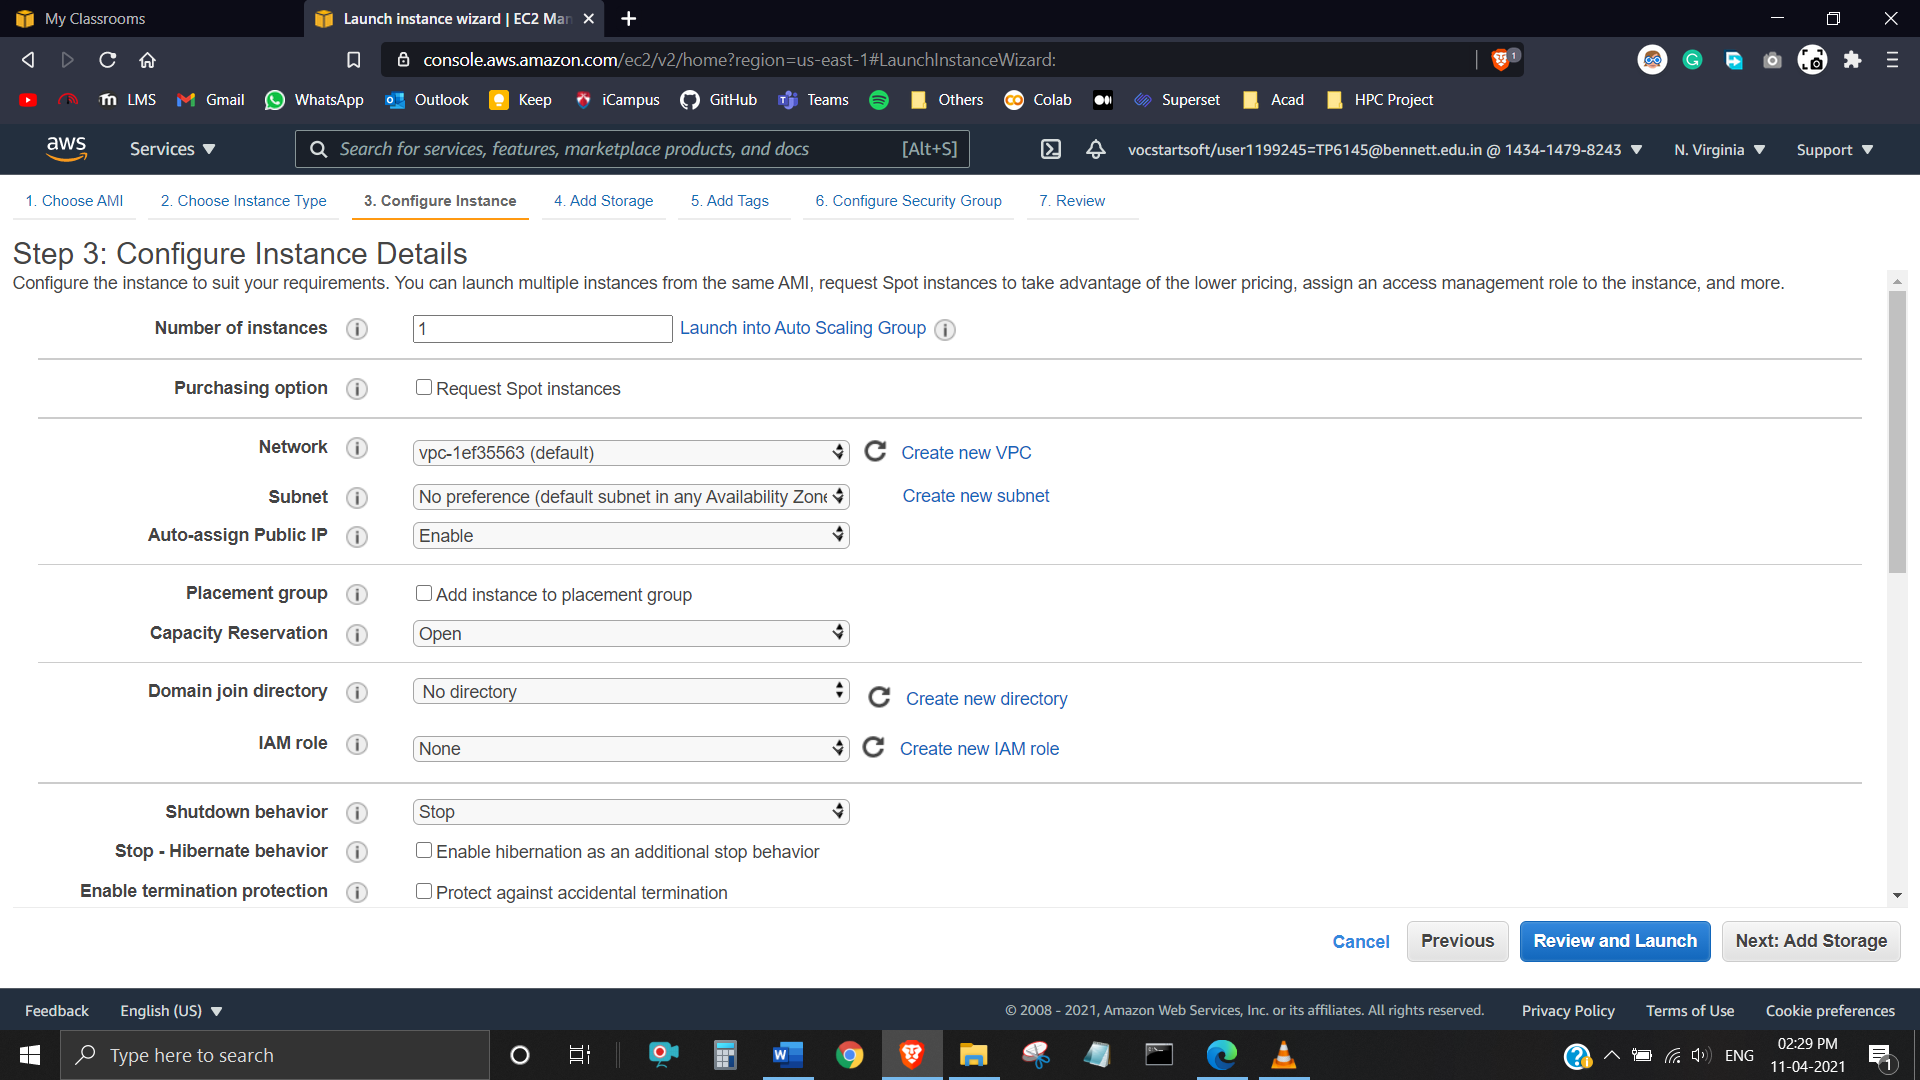 My Classrooms
Launch instance wizard | EC2 Man
console.aws.amazon.com/ec2/v2/home?region=us-east-1#LaunchInstanceWizard:
1
LMS
Gmail
WhatsApp
Outlook
Keep
iCampus
GitHub
Teams
Others
Colab
Superset
Acad
HPC Project
aws
Services
Search for services, features, marketplace products, and docs
[Alt+S]
vocstartsoft/user1199245=TP6145@bennett.edu.in @ 1434-1479-8243
N. Virginia
Support
1. Choose AMI
2. Choose Instance Type
3. Configure Instance
4. Add Storage
5. Add Tags
6. Configure Security Group
7. Review
Step 3: Configure Instance Details
Configure the instance to suit your requirements. You can launch multiple instances from the same AMI, request Spot instances to take advantage of the lower pricing, assign an access management role to the instance, and more.
Number of instances
1
Launch into Auto Scaling Group
Purchasing option
Request Spot instances
Network
vpc-1ef35563 (default)
Create new VPC
Subnet
No preference (default subnet in any Availability Zone
Create new subnet
Auto-assign Public IP
Enable
Placement group
Add instance to placement group
Capacity Reservation
Open
Domain join directory
No directory
Create new directory
IAM role
None
Create new IAM role
Shutdown behavior
Stop
Stop - Hibernate behavior
Enable hibernation as an additional stop behavior
Enable termination protection
Protect against accidental termination
Cancel
Previous
Review and Launch
Next: Add Storage
Feedback
English (US)
© 2008 - 2021, Amazon Web Services, Inc. or its affiliates. All rights reserved.
Privacy Policy
Terms of Use
Cookie preferences
Type here to search
ENG
02:29 PM
11-04-2021
1